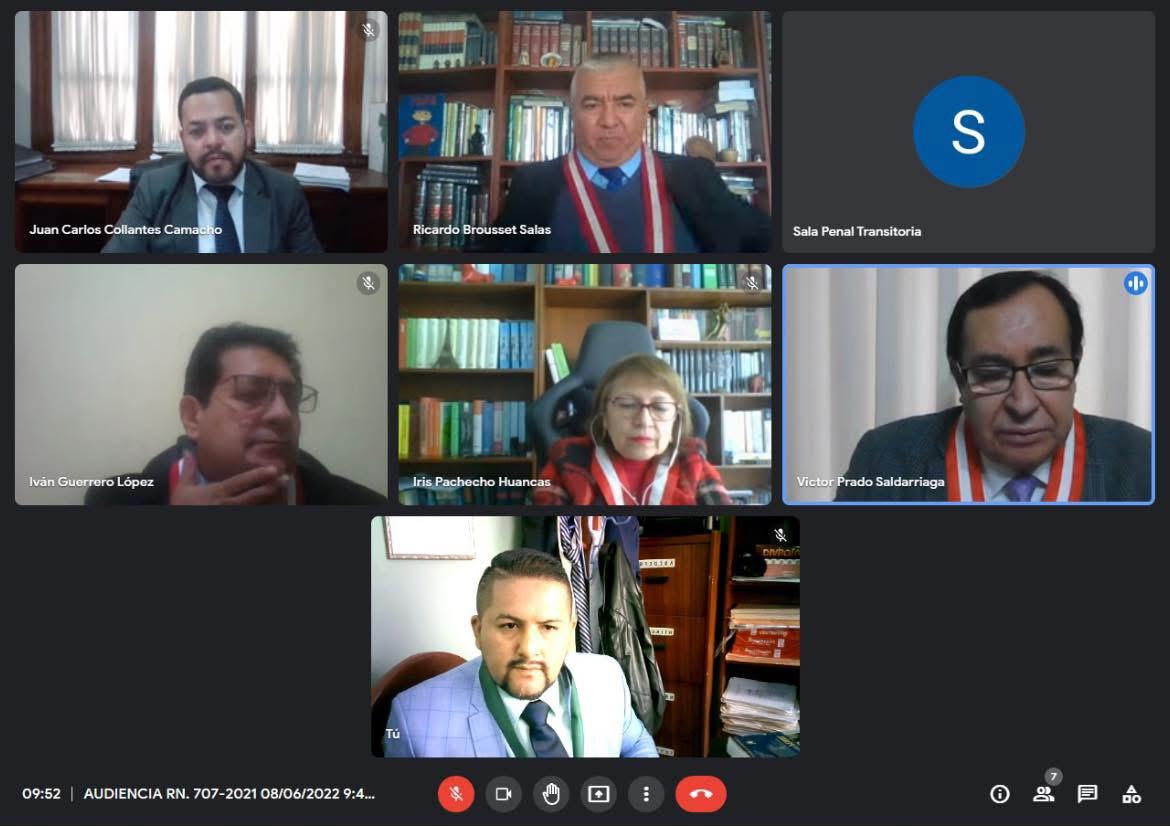 Juan Carlos Collantes Camacho
Ricardo Brousset Salas
S
Sala Penal Transitoria
Iván Guerrero López
Iris Pachecho Huancas
Victor Prado Saldarriaga
Tú
7
09:52 | AUDIENCIA RN. 707-2021 08/06/2022 9:4...